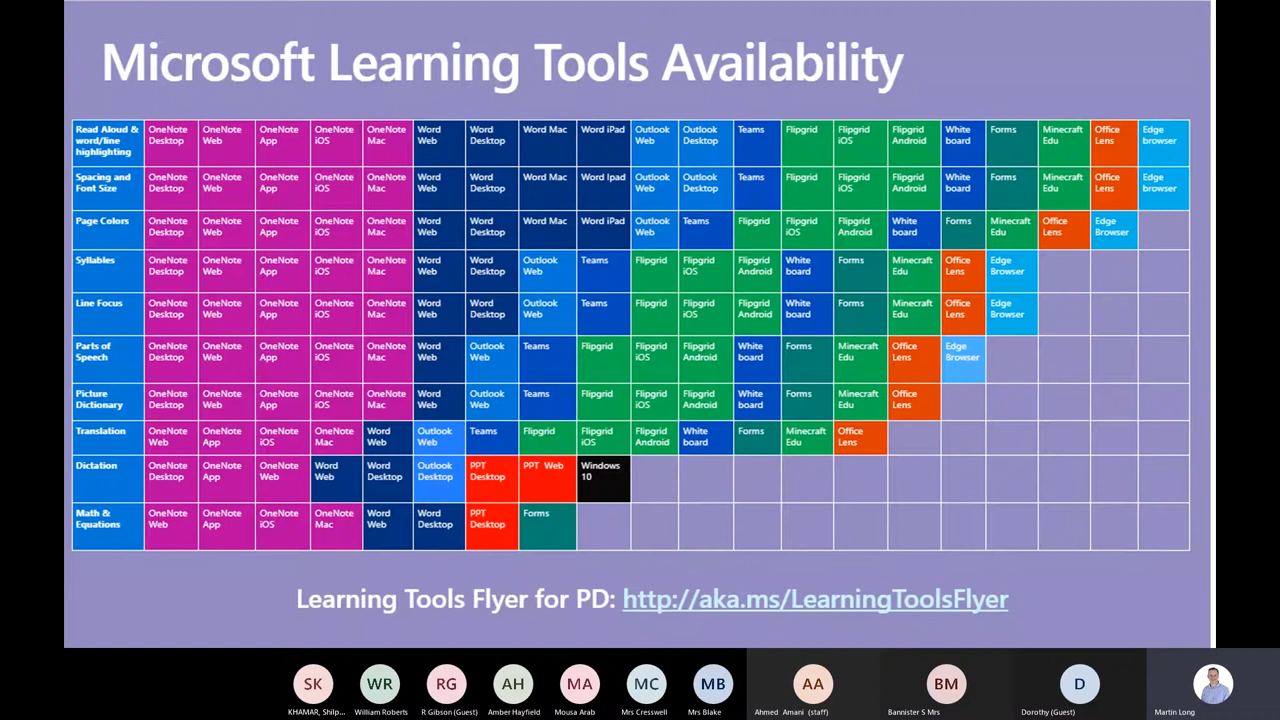 Microsoft Learning Tools Availability
Read Aloud & word/line highlighting OneNote Desktop OneNote Web OneNote App OneNote iOS OneNote Mac Word Web Word Desktop Word Mac Word iPad Outlook Web Outlook Desktop Teams Flipgrid Flipgrid iOS Flipgrid Android White board Forms Minecraft Edu Office Lens Edge browser
Spacing and Font Size OneNote Desktop OneNote Web OneNote App OneNote iOS OneNote Mac Word Web Word Desktop Word Mac Word Ipad Outlook Web Outlook Desktop Teams Flipgrid Flipgrid iOS Flipgrid Android White board Forms Minecraft Edu Office Lens Edge browser
Page Colors OneNote Desktop OneNote Web OneNote App OneNote iOS OneNote Mac Word Web Word Desktop Word Mac Word iPad Outlook Web Teams Flipgrid Flipgrid iOS Flipgrid Android White board Forms Minecraft Edu Office Lens Edge Browser
Syllables OneNote Desktop OneNote Web OneNote App OneNote iOS OneNote Mac Word Web Word Desktop Outlook Web Teams Flipgrid Flipgrid iOS Flipgrid Android White board Forms Minecraft Edu Office Lens Edge Browser
Line Focus OneNote Desktop OneNote Web OneNote App OneNote iOS OneNote Mac Word Web Word Desktop Outlook Web Teams Flipgrid Flipgrid iOS Flipgrid Android White board Forms Minecraft Edu Office Lens Edge Browser
Parts of Speech OneNote Desktop OneNote Web OneNote App OneNote iOS OneNote Mac Word Web Outlook Web Teams Flipgrid Flipgrid iOS Flipgrid Android White board Forms Minecraft Edu Office Lens Edge Browser
Picture Dictionary OneNote Desktop OneNote Web OneNote App OneNote iOS OneNote Mac Word Web Outlook Web Teams Flipgrid Flipgrid iOS Flipgrid Android White board Forms Minecraft Edu Office Lens
Translation OneNote Web OneNote App OneNote iOS OneNote Mac Word Web Outlook Web Teams Flipgrid Flipgrid iOS Flipgrid Android White board Forms Minecraft Edu Office Lens
Dictation OneNote Desktop OneNote App OneNote Web Word Web Word Desktop Outlook Desktop PPT Desktop PPT Web Windows 10
Math & Equations OneNote Web OneNote App OneNote iOS OneNote Mac Word Web Word Desktop PPT Desktop Forms
Learning Tools Flyer for PD: http://aka.ms/LearningToolsFlyer
SK WR RG AH MA MC MB AA BM D
KHAMAR, Shilp... William Roberts R Gibson (Guest) Amber Hayfield Mousa Arab Mrs Cresswell Mrs Blake Ahmed Amani (staff) Bannister S Mrs Dorothy (Guest) Martin Long